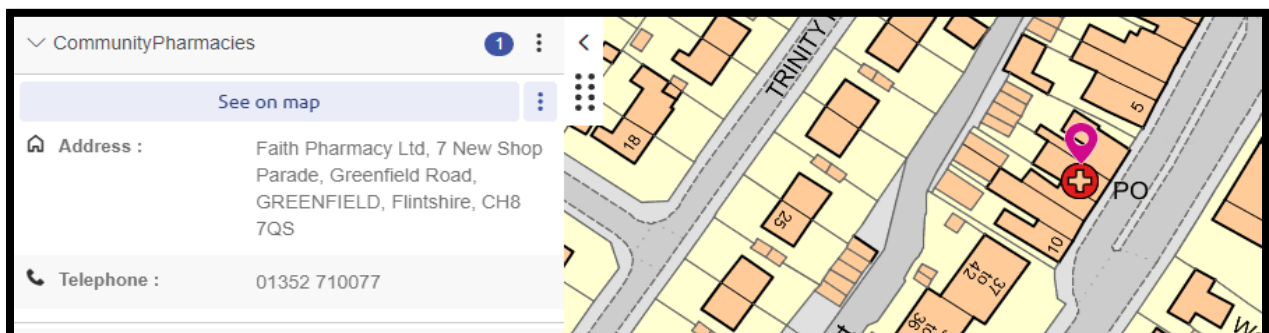 CommunityPharmacies
1
See on map
Address :
Faith Pharmacy Ltd, 7 New Shop
Parade, Greenfield Road,
GREENFIELD, Flintshire, CH8
7QS
Telephone :
01352 710077
TRINITY
18
5
PO
25
10
37
to
42
36
W